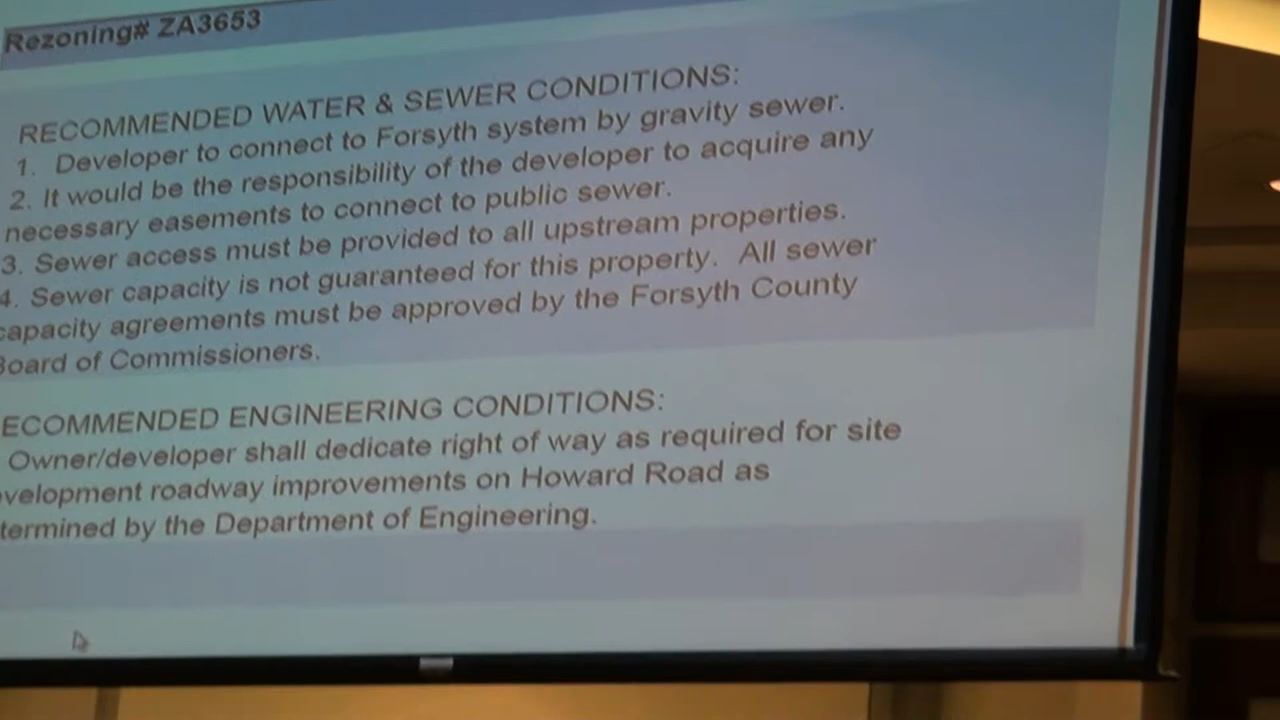 Rezoning# ZA3653
RECOMMENDED WATER & SEWER CONDITIONS:
1. Developer to connect to Forsyth system by gravity sewer.
2. It would be the responsibility of the developer to acquire any
necessary easements to connect to public sewer.
3. Sewer access must be provided to all upstream properties.
4. Sewer capacity is not guaranteed for this property. All sewer
capacity agreements must be approved by the Forsyth County
Board of Commissioners.
ECOMMENDED ENGINEERING CONDITIONS:
Owner/developer shall dedicate right of way as required for site
velopment roadway improvements on Howard Road as
termined by the Department of Engineering.